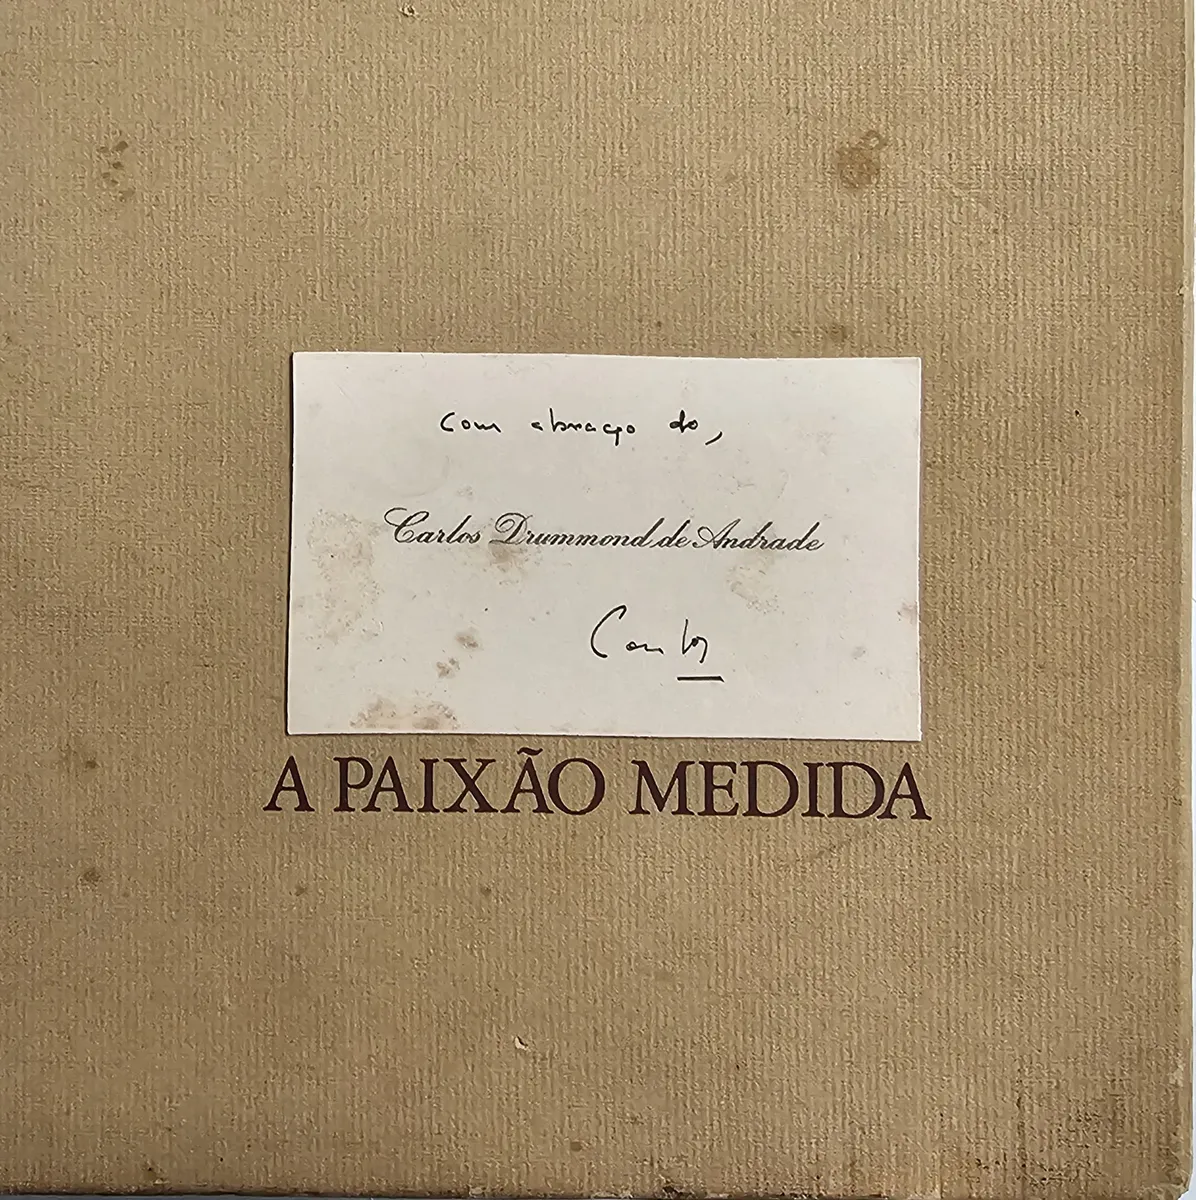 Com abraço do,
Carlos Drummond de Andrade
Carlos
A PAIXÃO MEDIDA